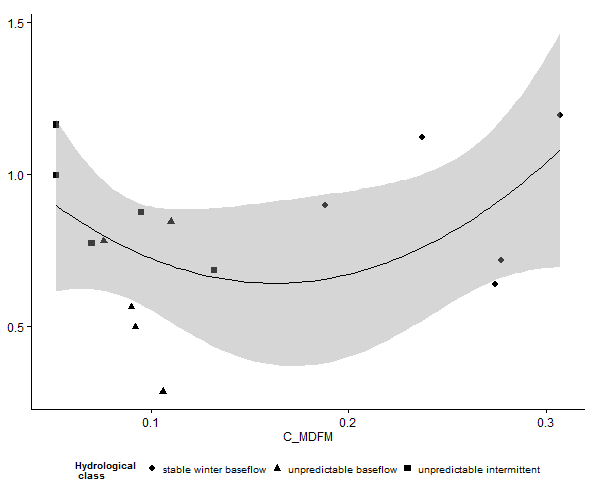 1.5
1.0
0.5
0.1 0.2 0.3
C_MDFM
Hydrological
class
stable winter baseflow unpredictable baseflow unpredictable intermittent